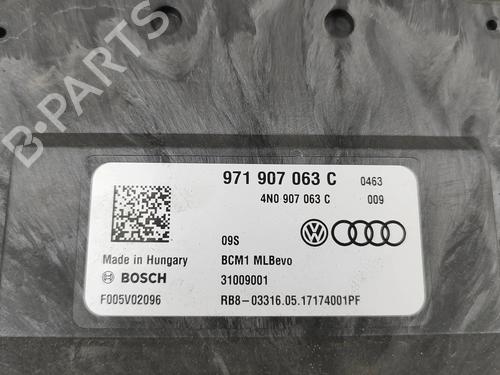 B-PARTS
971 907 063 C 0463
4N0 907 063 C 009
09S
Made in Hungary BCM1 MLBevo
BOSCH 31009001
F005V02096 RB8-03316.05.17174001PF